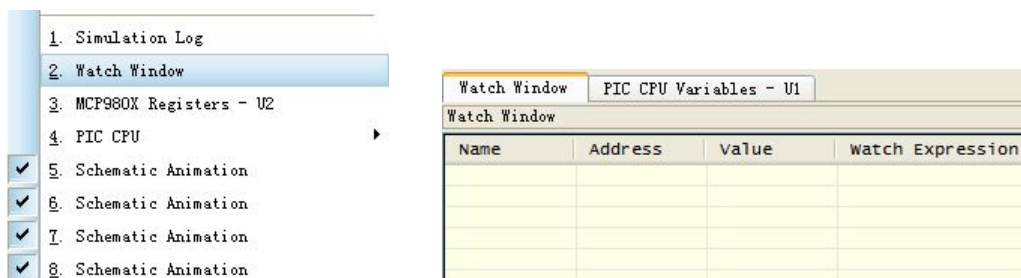 1. Simulation Log
2. Watch Window
3. MCP980X Registers - U2
4. PIC CPU
5. Schematic Animation
6. Schematic Animation
7. Schematic Animation
8. Schematic Animation
Watch Window PIC CPU Variables - U1
Watch Window
Name Address Value Watch Expression